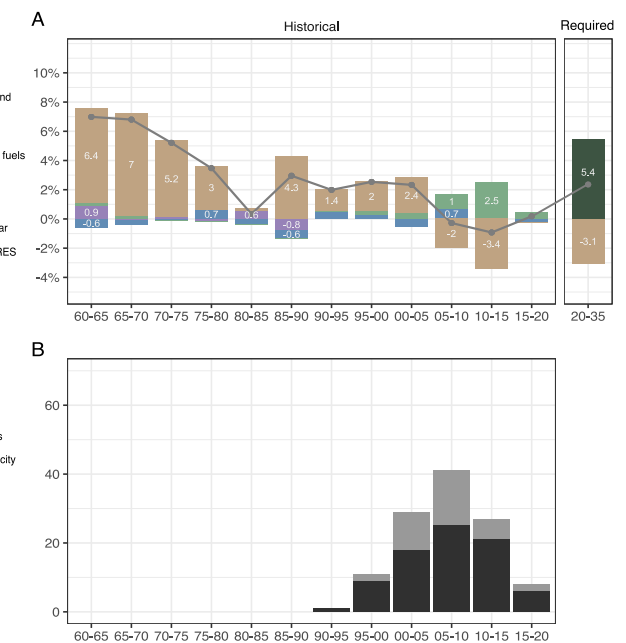 A
Historical
Required
10%
8%
6%
4%
2%
0%
-2%
-4%
nd
fuels
ar
RES
6.4
0.9
-0.6
7
5.2
3
0.7
0.6
4.3
-0.8
-0.6
1.4
2
2.4
1
0.7
-2
2.5
-3.4
5.4
-3.1
60-65 65-70 70-75 75-80 80-85 85-90 90-95 95-00 00-05 05-10 10-15 15-20 20-35
B
60
40
20
0
s
city
60-65 65-70 70-75 75-80 80-85 85-90 90-95 95-00 00-05 05-10 10-15 15-20